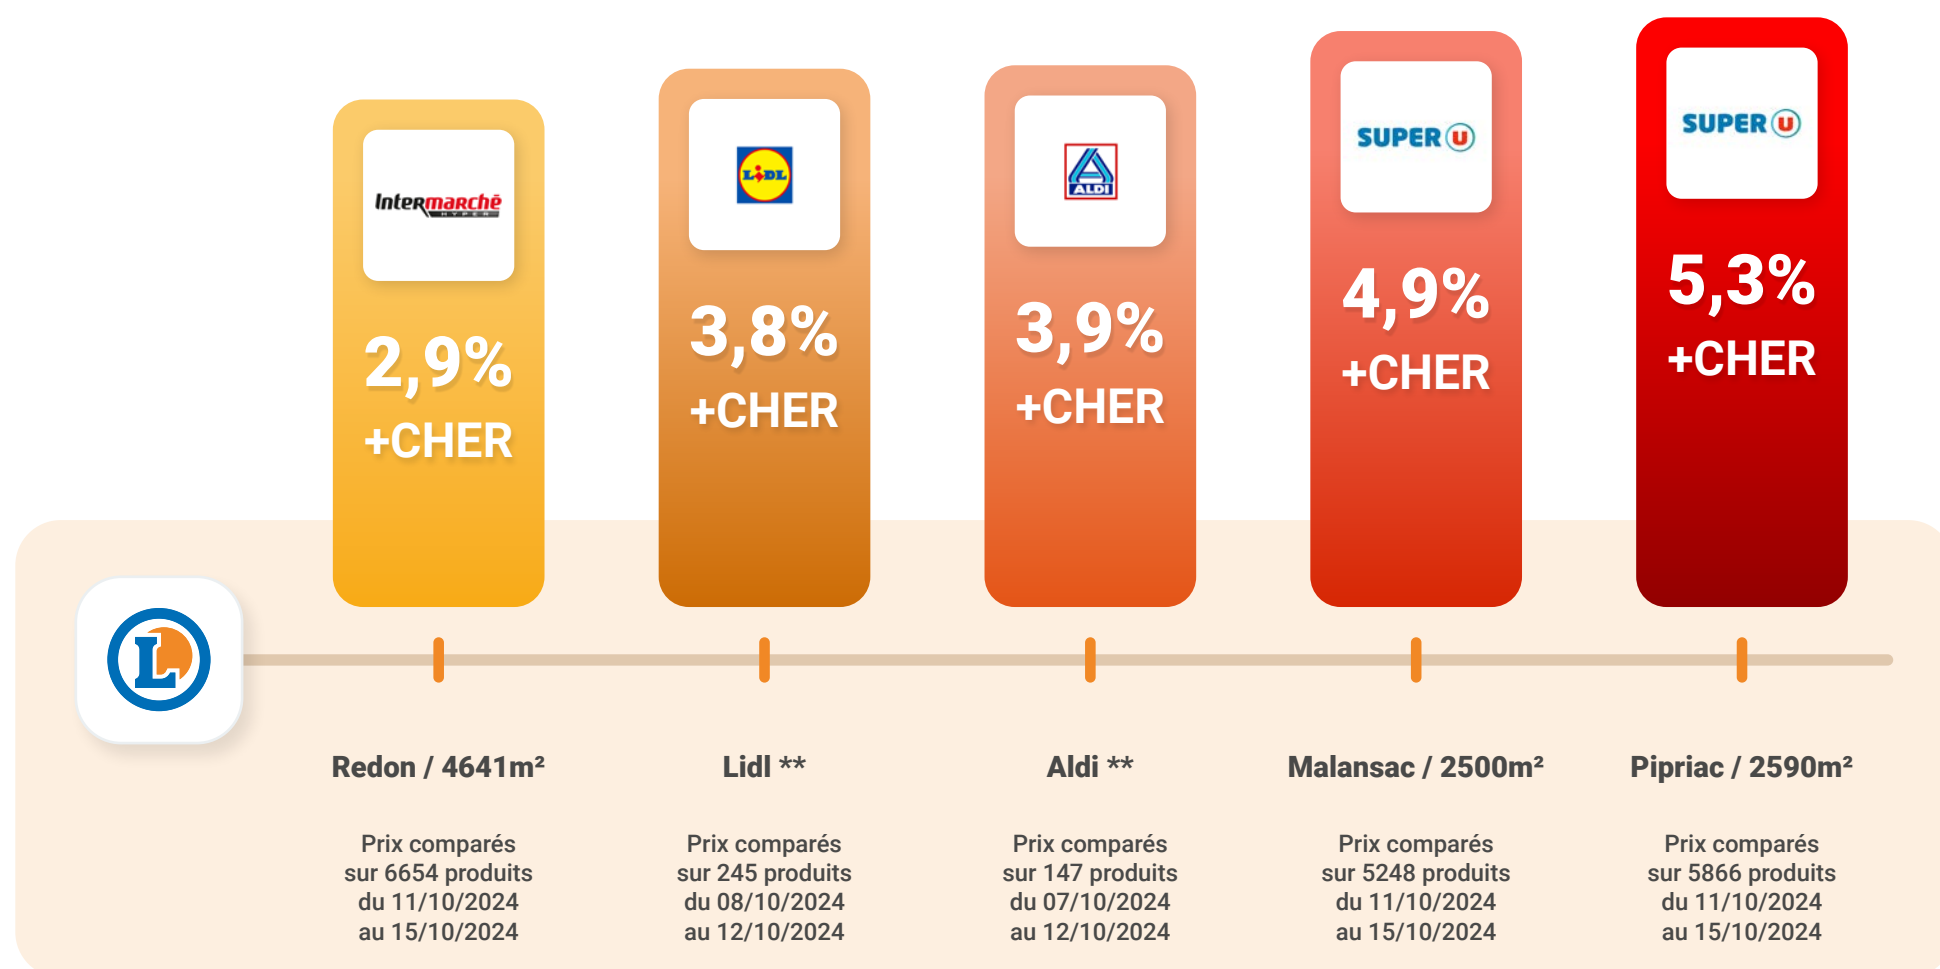 Intermarchē
HYPER
2,9%
+CHER
LIDL
3,8%
+CHER
ALDI
3,9%
+CHER
SUPER U
4,9%
+CHER
SUPER U
5,3%
+CHER
L
Redon / 4641m²
Prix comparés
sur 6654 produits
du 11/10/2024
au 15/10/2024
Lidl **
Prix comparés
sur 245 produits
du 08/10/2024
au 12/10/2024
Aldi **
Prix comparés
sur 147 produits
du 07/10/2024
au 12/10/2024
Malansac / 2500m²
Prix comparés
sur 5248 produits
du 11/10/2024
au 15/10/2024
Pipriac / 2590m²
Prix comparés
sur 5866 produits
du 11/10/2024
au 15/10/2024